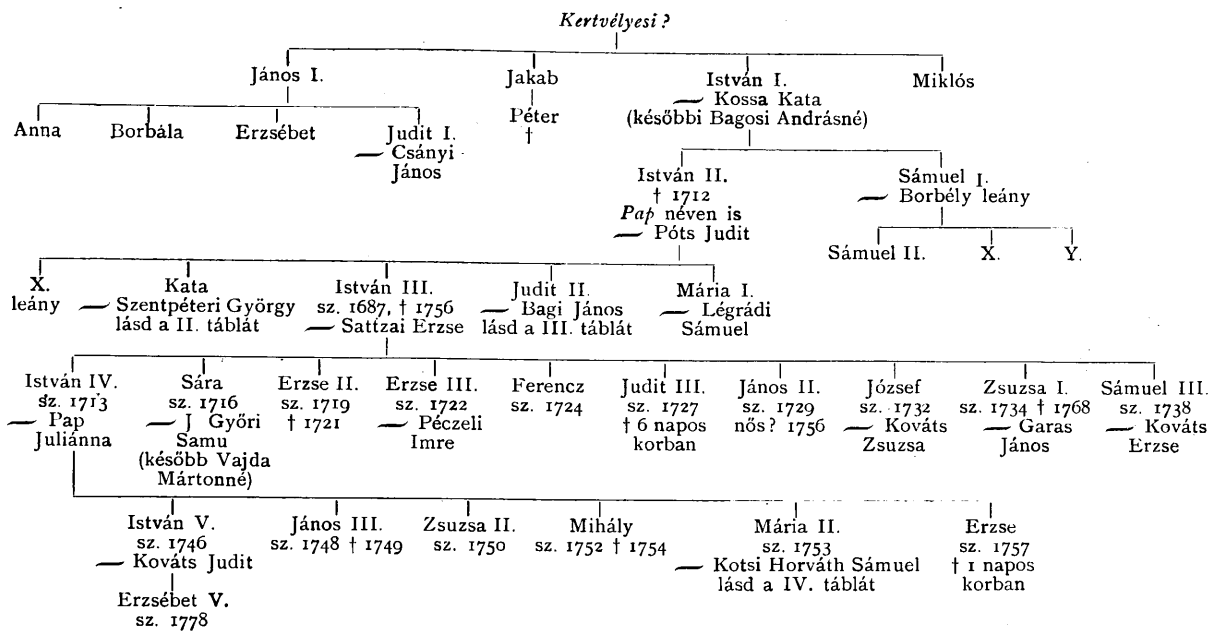 Kertvélyesi ?
János I.
Jakab
István I.
Kossa Kata
(későbbi Bagosi Andrásné)
Miklós
Anna
Borbála
Erzsébet
Judit I.
Csányi
János
Péter
†
István II.
† 1712
Pap néven is
Póts Judit
Sámuel I.
Borbély leány
Sámuel II.
X.
Y.
X.
leány
Kata
Szentpéteri György
lásd a II. táblát
István III.
sz. 1687, † 1756
Sattzai Erzse
Judit II.
Bagi János
lásd a III. táblát
Mária I.
Légrádi
Sámuel
István IV.
sz. 1713
Pap
Juliánna
Sára
sz. 1716
J Győri
Samu
(később Vajda
Mártonné)
Erzse II.
sz. 1719
† 1721
Erzse III.
sz. 1722
Péczeli
Imre
Ferencz
sz. 1724
Judit III.
sz. 1727
† 6 napos
korban
János II.
sz. 1729
nős? 1756
József
sz. 1732
Kováts
Zsuzsa
Zsuzsa I.
sz. 1734 † 1768
Garas
János
Sámuel III.
sz. 1738
Kováts
Erzse
István V.
sz. 1746
Kováts Judit
János III.
sz. 1748 † 1749
Zsuzsa II.
sz. 1750
Mihály
sz. 1752 † 1754
Mária II.
sz. 1753
Kotsi Horváth Sámuel
lásd a IV. táblát
Erzse
sz. 1757
† 1 napos
korban
Erzsébet V.
sz. 1778